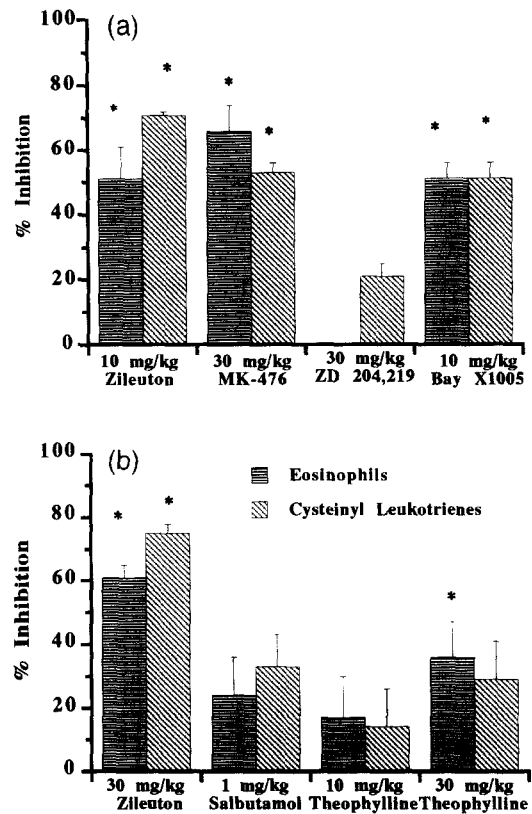 (a)
100
80
60
40
20
0
% Inhibition
* * * * * *
10 mg/kg 30 mg/kg 30 mg/kg 10 mg/kg
Zileuton MK-476 ZD 204,219 Bay X1005
(b)
100
80
60
40
20
0
% Inhibition
Eosinophils
Cysteinyl Leukotrienes
* * *
30 mg/kg 1 mg/kg 10 mg/kg 30 mg/kg
Zileuton Salbutamol Theophylline Theophylline